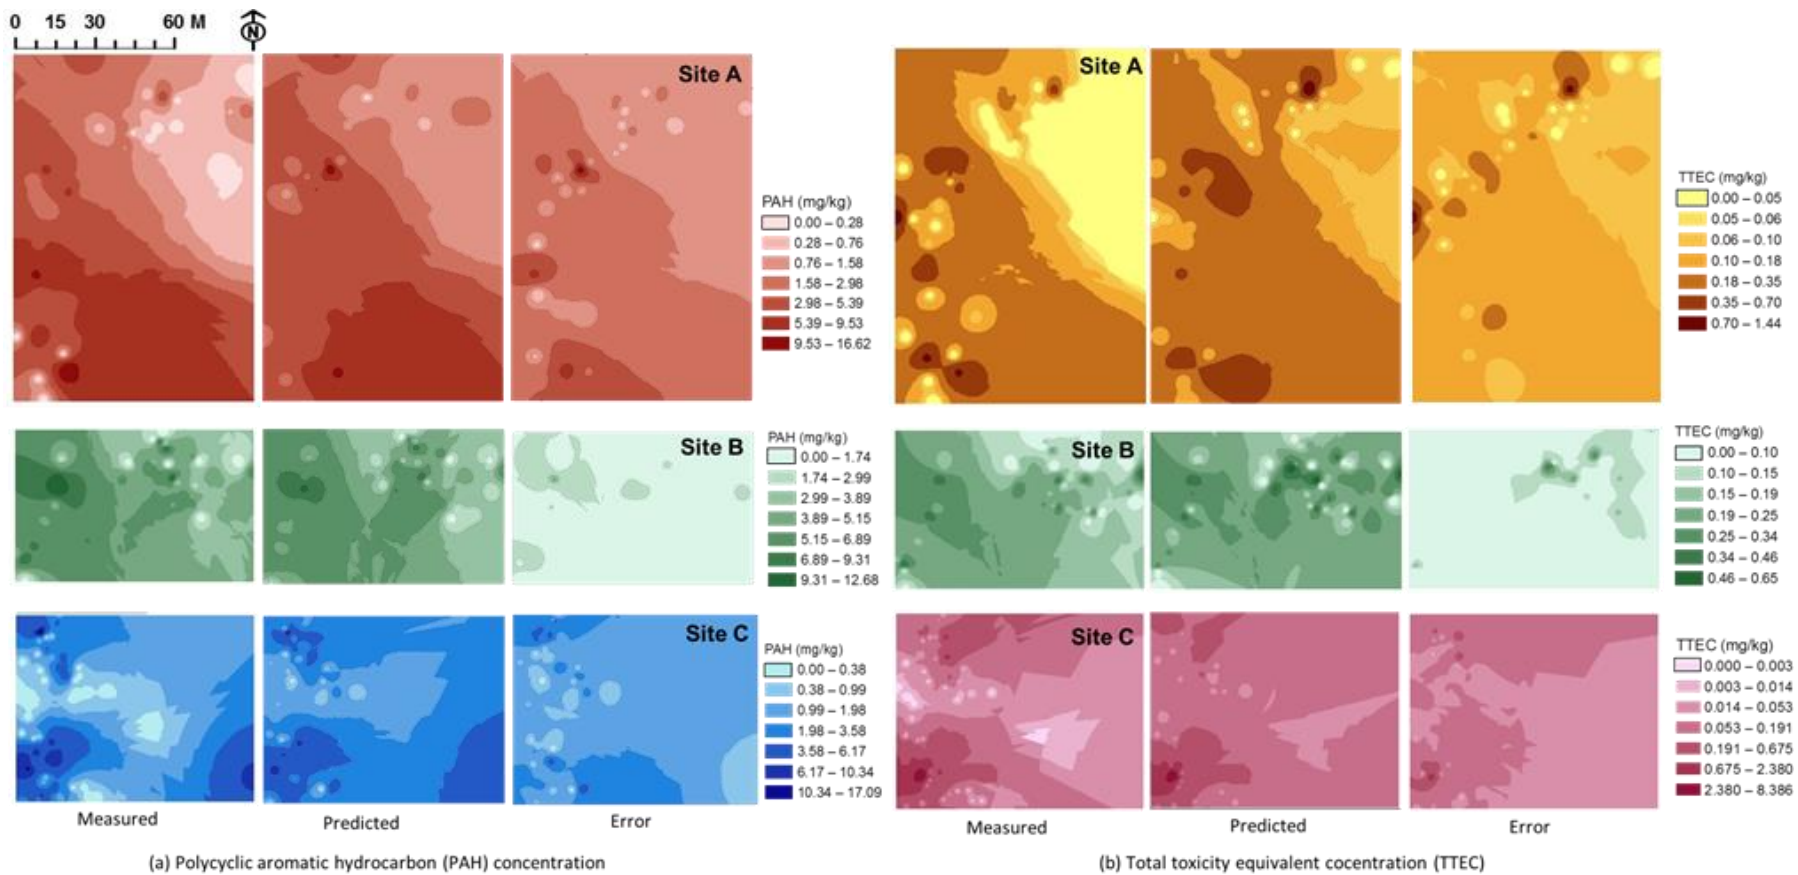 0 15 30 60 M
N
Site A
PAH (mg/kg)
0.00 – 0.28
0.28 – 0.76
0.76 – 1.58
1.58 – 2.98
2.98 – 5.39
5.39 – 9.53
9.53 – 16.62
Site B
PAH (mg/kg)
0.00 – 1.74
1.74 – 2.99
2.99 – 3.89
3.89 – 5.15
5.15 – 6.89
6.89 – 9.31
9.31 – 12.68
Site C
PAH (mg/kg)
0.00 – 0.38
0.38 – 0.99
0.99 – 1.98
1.98 – 3.58
3.58 – 6.17
6.17 – 10.34
10.34 – 17.09
Measured Predicted Error
(a) Polycyclic aromatic hydrocarbon (PAH) concentration
Site A
TTEC (mg/kg)
0.00 – 0.05
0.05 – 0.06
0.06 – 0.10
0.10 – 0.18
0.18 – 0.35
0.35 – 0.70
0.70 – 1.44
Site B
TTEC (mg/kg)
0.00 – 0.10
0.10 – 0.15
0.15 – 0.19
0.19 – 0.25
0.25 – 0.34
0.34 – 0.46
0.46 – 0.65
Site C
TTEC (mg/kg)
0.000 – 0.003
0.003 – 0.014
0.014 – 0.053
0.053 – 0.191
0.191 – 0.675
0.675 – 2.380
2.380 – 8.386
Measured Predicted Error
(b) Total toxicity equivalent cocentration (TTEC)